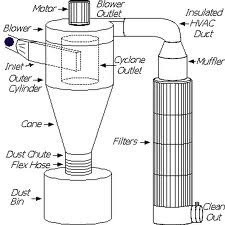 Motor
Blower
Outlet
Insulated
HVAC
Duct
Blower
Inlet
Cyclone
Outlet
Muffler
Outer
Cylinder
Cone
Filters
Dust Chute
Flex Hose
Dust
Bin
Clean
Out